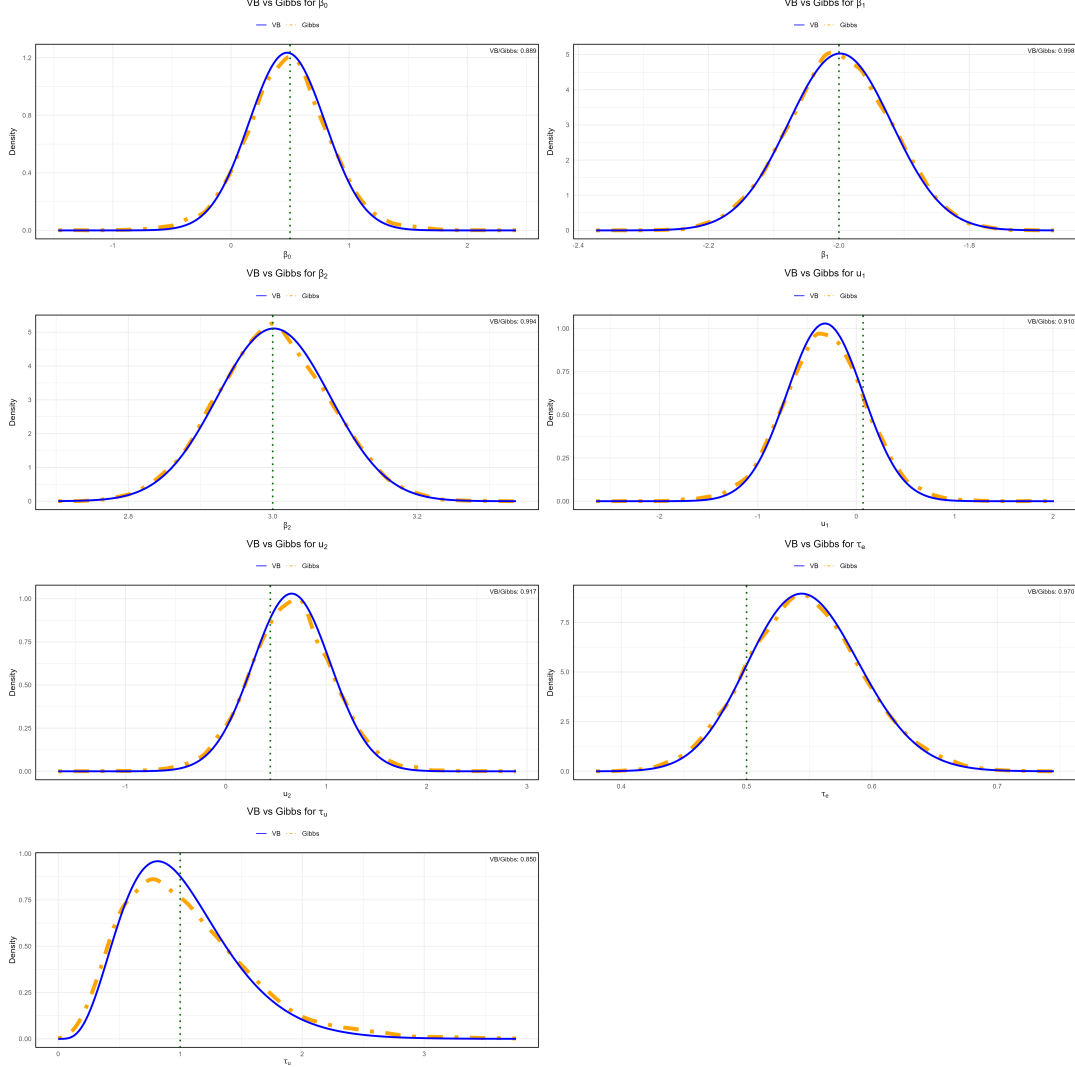 VB vs Gibbs for β0
VB Gibbs
VB/Gibbs: 0.889
Density
1.2
0.8
0.4
0.0
-1 0 1 2
β0
VB vs Gibbs for β1
VB Gibbs
VB/Gibbs: 0.998
Density
5
4
3
2
1
0
-2.4 -2.2 -2.0 -1.8
β1
VB vs Gibbs for β2
VB Gibbs
VB/Gibbs: 0.994
Density
5
4
3
2
1
0
2.8 3.0 3.2
β2
VB vs Gibbs for u1
VB Gibbs
VB/Gibbs: 0.910
Density
1.00
0.75
0.50
0.25
0.00
-2 -1 0 1 2
u1
VB vs Gibbs for u2
VB Gibbs
VB/Gibbs: 0.917
Density
1.00
0.75
0.50
0.25
0.00
-1 0 1 2 3
u2
VB vs Gibbs for τe
VB Gibbs
VB/Gibbs: 0.970
Density
7.5
5.0
2.5
0.0
0.4 0.5 0.6 0.7
τe
VB vs Gibbs for τu
VB Gibbs
VB/Gibbs: 0.850
Density
1.00
0.75
0.50
0.25
0.00
0 1 2 3
τu